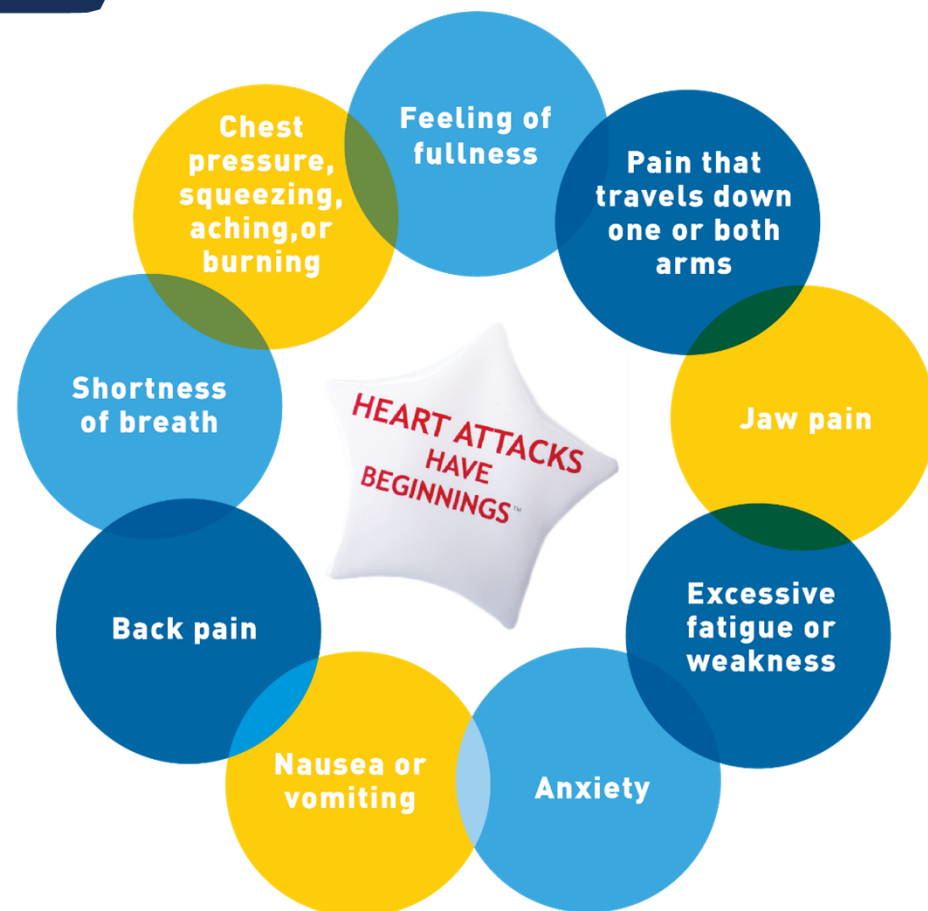 Feeling of
fullness
Chest
pressure,
squeezing,
aching,or
burning
Pain that
travels down
one or both
arms
Shortness
of breath
HEART ATTACKS
HAVE
BEGINNINGS™
Jaw pain
Back pain
Excessive
fatigue or
weakness
Nausea or
vomiting
Anxiety